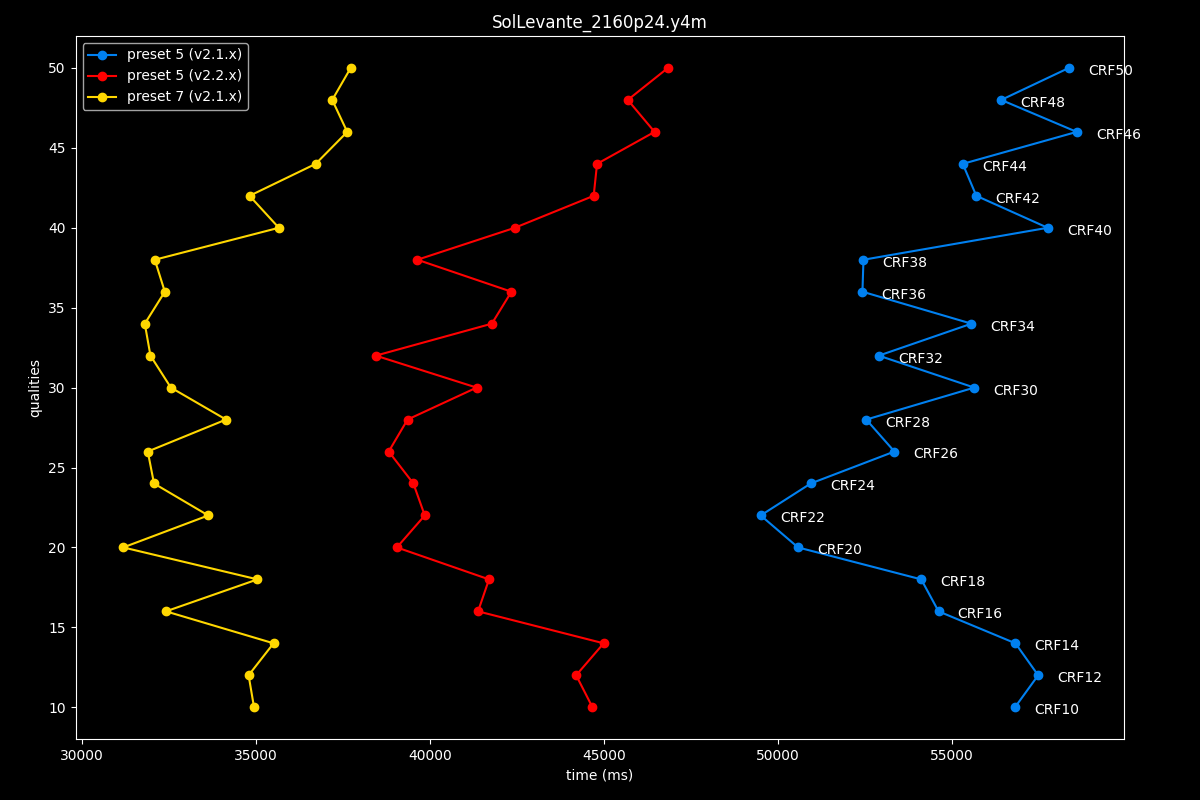 SolLevante_2160p24.y4m
preset 5 (v2.1.x)
preset 5 (v2.2.x)
preset 7 (v2.1.x)
50
45
40
35
30
25
20
15
10
qualities
CRF50
CRF48
CRF46
CRF44
CRF42
CRF40
CRF38
CRF36
CRF34
CRF32
CRF30
CRF28
CRF26
CRF24
CRF22
CRF20
CRF18
CRF16
CRF14
CRF12
CRF10
30000 35000 40000 45000 50000 55000
time (ms)